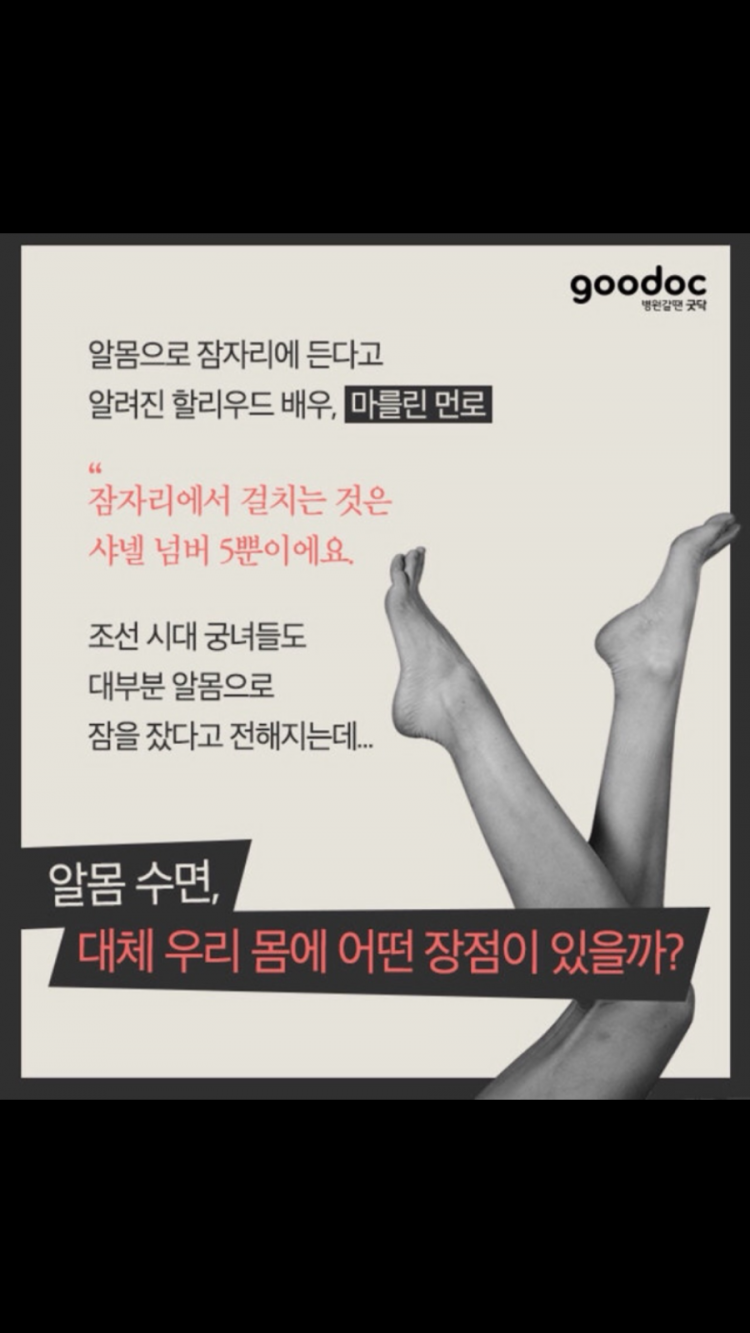 goodoc
병원갈땐 굿닥
알몸으로 잠자리에 든다고
알려진 할리우드 배우, 마를린 먼로
“
잠자리에서 걸치는 것은
샤넬 넘버 5뿐이에요.
조선 시대 궁녀들도
대부분 알몸으로
잠을 잤다고 전해지는데...
알몸 수면,
대체 우리 몸에 어떤 장점이 있을까?